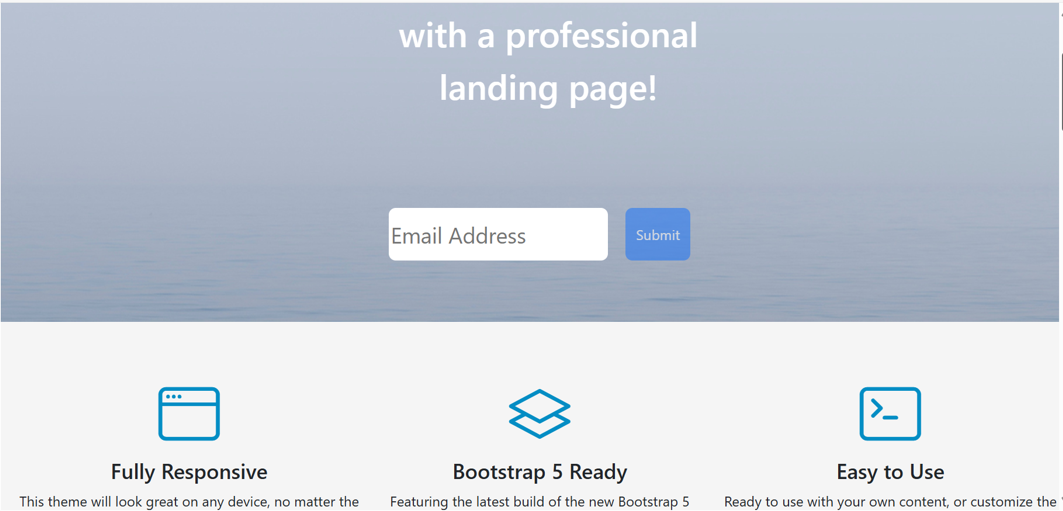 with a professional
landing page!
Email Address
Submit
Fully Responsive
Bootstrap 5 Ready
Easy to Use
This theme will look great on any device, no matter the
Featuring the latest build of the new Bootstrap 5
Ready to use with your own content, or customize the